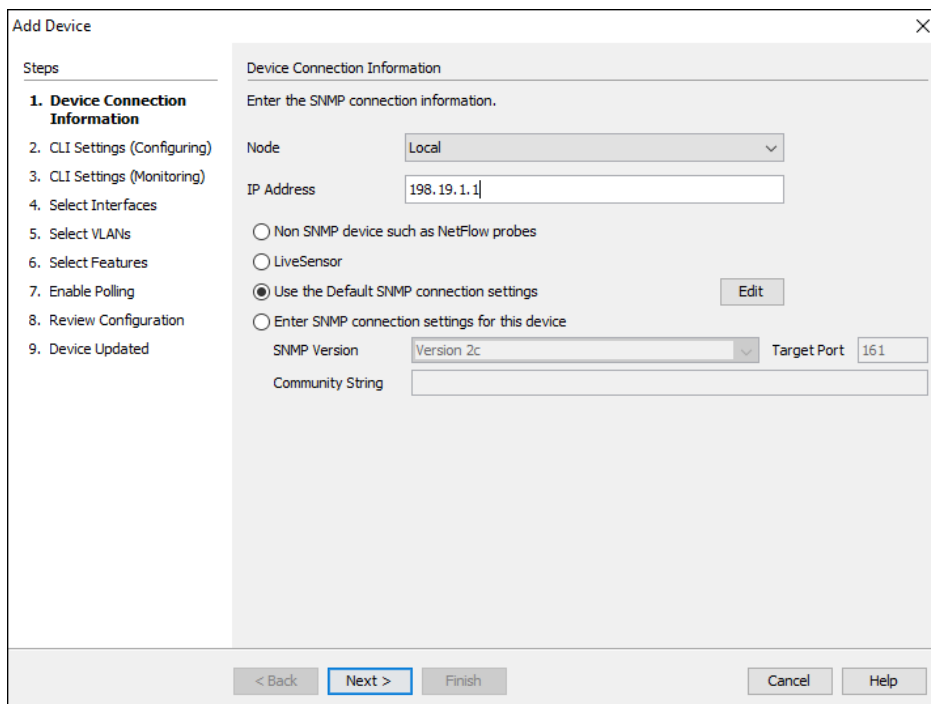 Add Device
Steps
1. Device Connection
Information
2. CLI Settings (Configuring)
3. CLI Settings (Monitoring)
4. Select Interfaces
5. Select VLANs
6. Select Features
7. Enable Polling
8. Review Configuration
9. Device Updated
Device Connection Information
Enter the SNMP connection information.
Node Local
IP Address 198.19.1.1
Non SNMP device such as NetFlow probes
LiveSensor
Use the Default SNMP connection settings Edit
Enter SNMP connection settings for this device
SNMP Version Version 2c Target Port 161
Community String
< Back Next > Finish Cancel Help